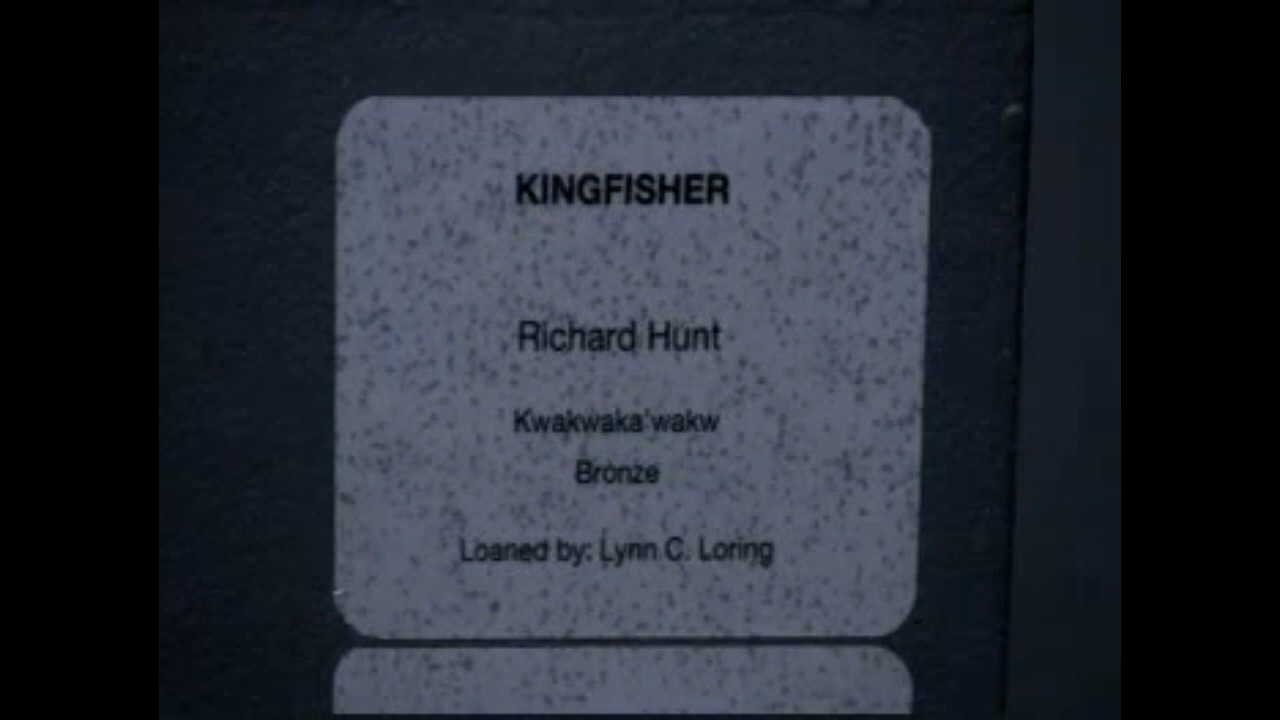 KINGFISHER
Richard Hunt
Kwakwaka'wakw
Bronze
Loaned by: Lynn C. Loring